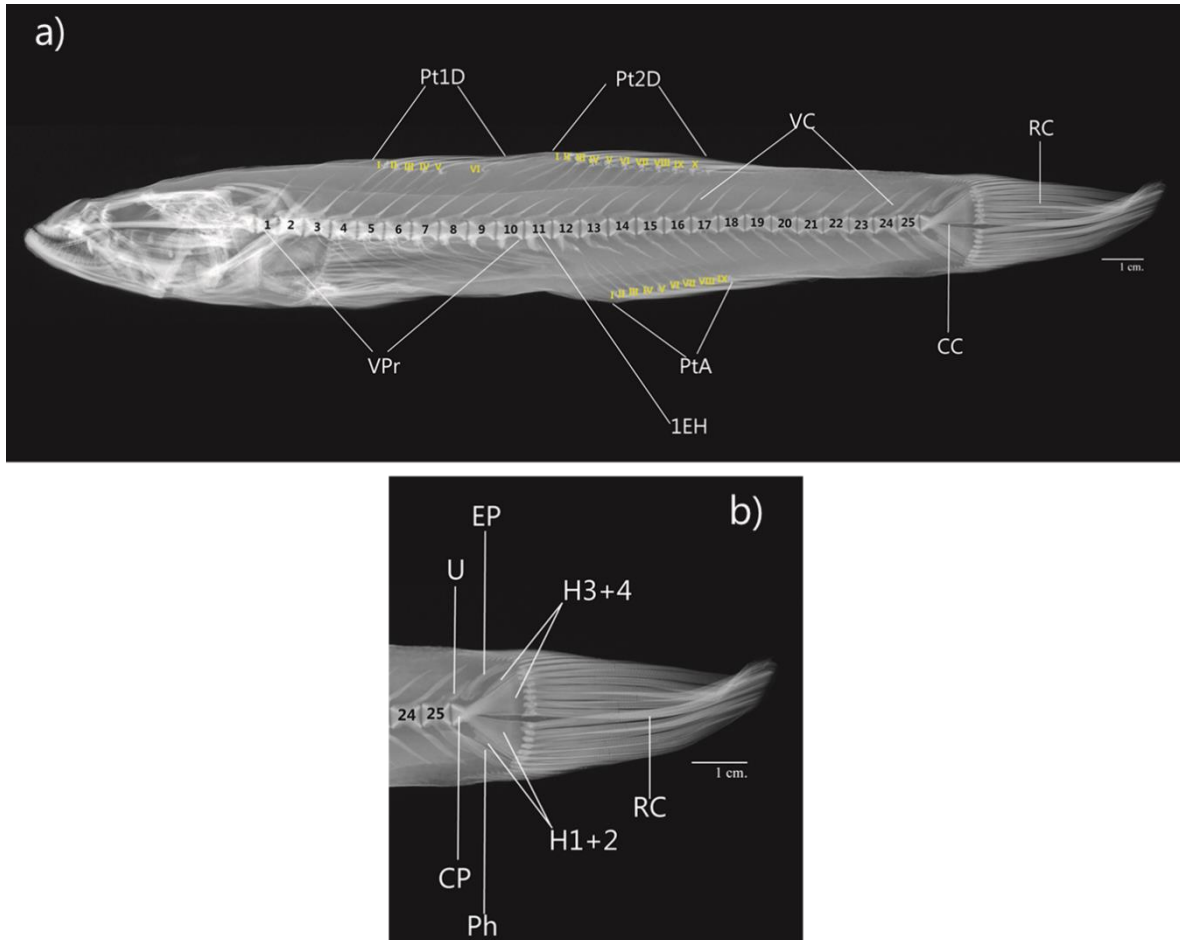 a)
Pt1D
Pt2D
VC
RC
I II III IV V VI
I II III IV V VI VII VIII IX X
1 2 3 4 5 6 7 8 9 10 11 12 13 14 15 16 17 18 19 20 21 22 23 24 25
1 cm.
I II III IV V VI VII VIII IX
VPr
PtA
CC
1EH
b)
EP
U
H3+4
24 25
1 cm.
RC
H1+2
CP
Ph